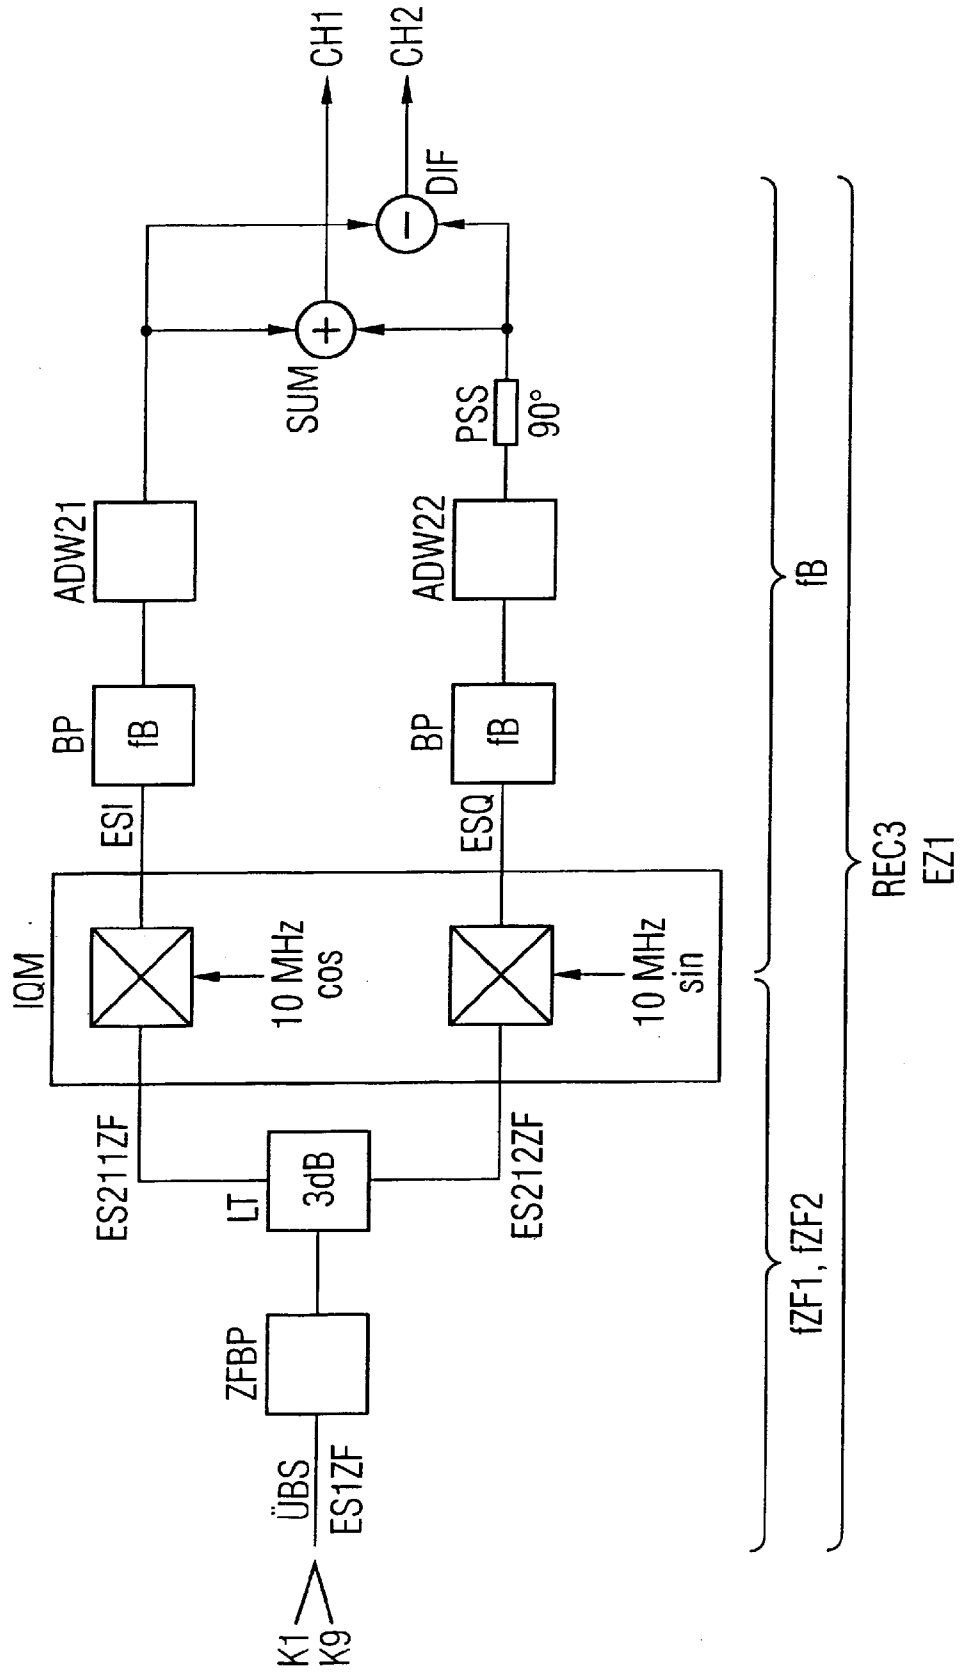 K1
K9
ÜBS
ES1ZF
ZFBP
LT
3dB
ES211ZF
ES212ZF
IQM
10 MHz
cos
10 MHz
sin
ESI
ESQ
BP
fB
BP
fB
ADW21
ADW22
PSS
90°
SUM
+
DIF
−
CH1
CH2
fZF1, fZF2
fB
REC3
EZ1